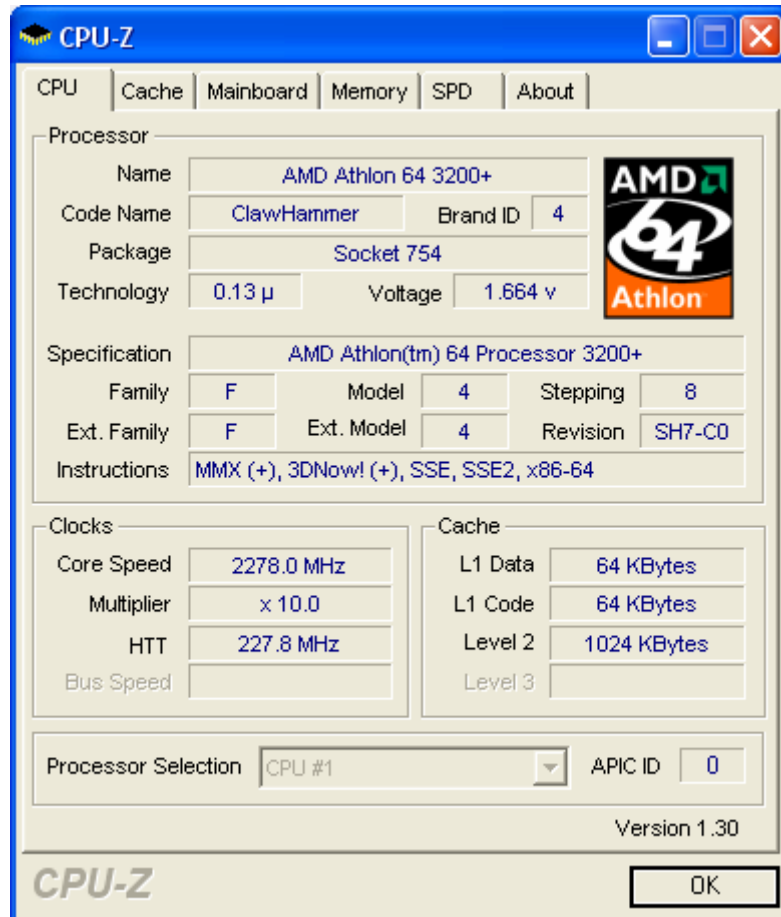 CPU-Z
CPU Cache Mainboard Memory SPD About
Processor
Name AMD Athlon 64 3200+
Code Name ClawHammer Brand ID 4
Package Socket 754
Technology 0.13 µ Voltage 1.664 v
AMD
64
Athlon
Specification AMD Athlon(tm) 64 Processor 3200+
Family F Model 4 Stepping 8
Ext. Family F Ext. Model 4 Revision SH7-C0
Instructions MMX (+), 3DNow! (+), SSE, SSE2, x86-64
Clocks
Core Speed 2278.0 MHz
Multiplier x 10.0
HTT 227.8 MHz
Bus Speed
Cache
L1 Data 64 KBytes
L1 Code 64 KBytes
Level 2 1024 KBytes
Level 3
Processor Selection CPU #1 APIC ID 0
Version 1.30
CPU-Z OK